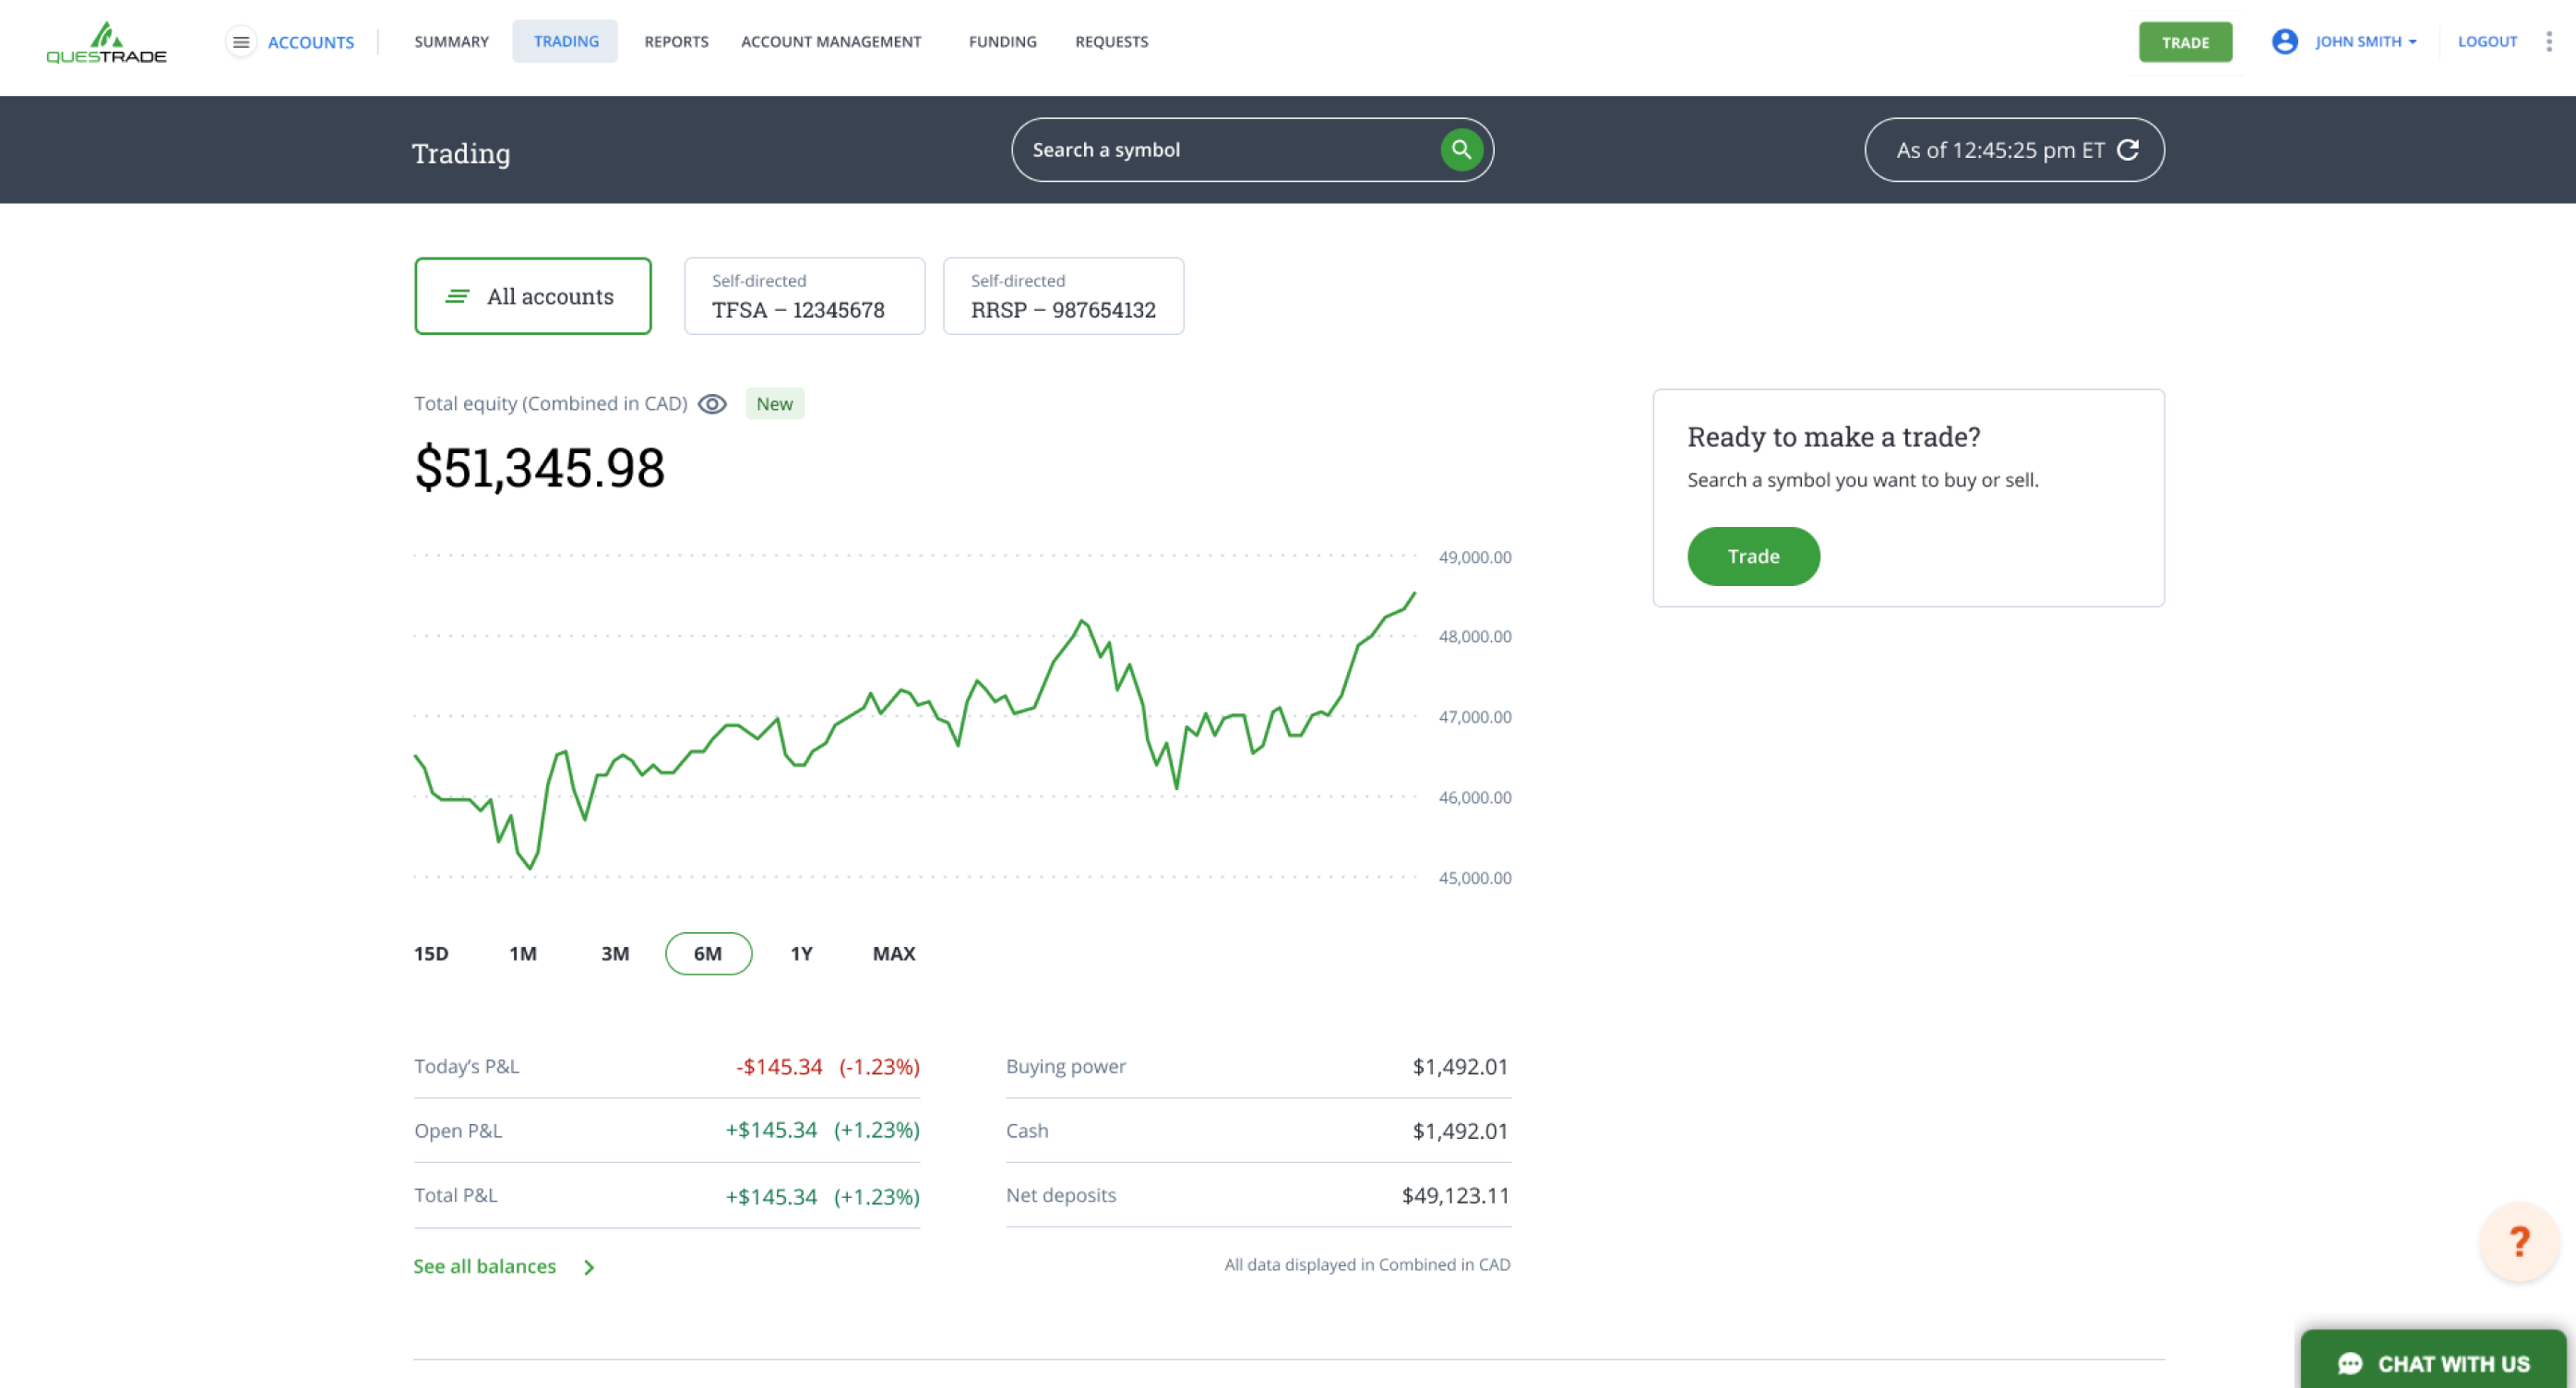 QUESTRADE
ACCOUNTS
SUMMARY
TRADING
REPORTS
ACCOUNT MANAGEMENT
FUNDING
REQUESTS
TRADE
JOHN SMITH
LOGOUT
Trading
Search a symbol
As of 12:45:25 pm ET
All accounts
Self-directed
TFSA – 12345678
Self-directed
RRSP – 987654132
Total equity (Combined in CAD)
New
$51,345.98
Ready to make a trade?
Search a symbol you want to buy or sell.
Trade
49,000.00
48,000.00
47,000.00
46,000.00
45,000.00
15D 1M 3M 6M 1Y MAX
Today’s P&L -$145.34 (-1.23%)
Open P&L +$145.34 (+1.23%)
Total P&L +$145.34 (+1.23%)
See all balances
Buying power $1,492.01
Cash $1,492.01
Net deposits $49,123.11
All data displayed in Combined in CAD
?
CHAT WITH US